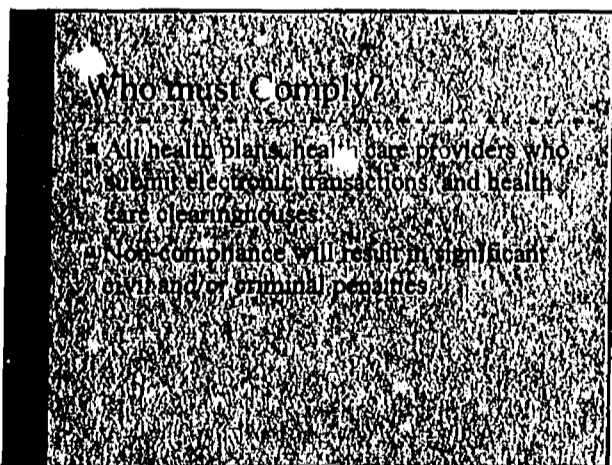 Who must Comply?
▪ All health plans, health care providers who
submit electronic transactions, and health
care clearinghouses.
▪ Non-compliance will result in significant
civil and/or criminal penalties.